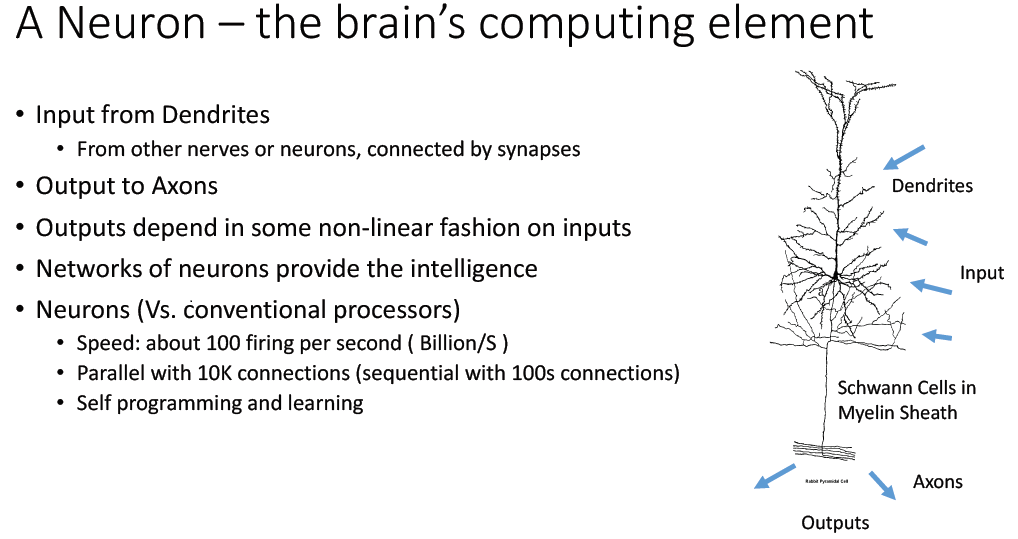 A Neuron – the brain's computing element
• Input from Dendrites
• From other nerves or neurons, connected by synapses
• Output to Axons
• Outputs depend in some non-linear fashion on inputs
• Networks of neurons provide the intelligence
• Neurons (Vs. conventional processors)
• Speed: about 100 firing per second ( Billion/S )
• Parallel with 10K connections (sequential with 100s connections)
• Self programming and learning
Dendrites
Input
Schwann Cells in
Myelin Sheath
Rabbit Pyramidal Cell
Axons
Outputs